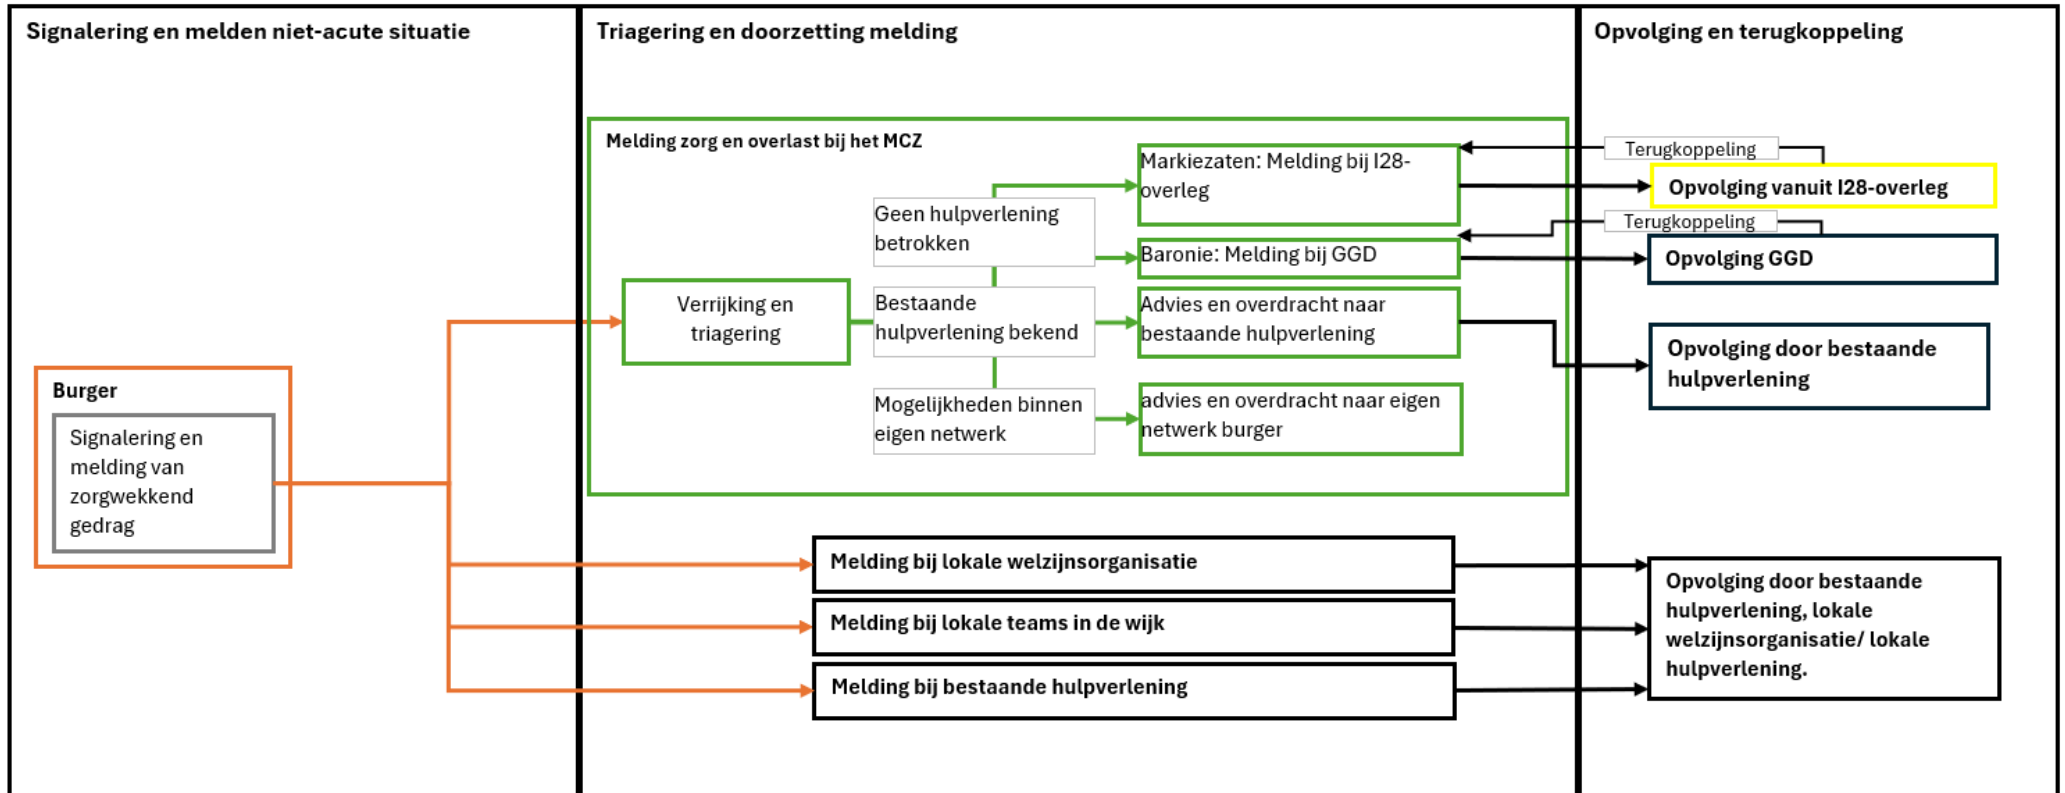 Signalering en melden niet-acute situatie
Burger
Signalering en
melding van
zorgwekkend
gedrag
Triagering en doorzetting melding
Melding zorg en overlast bij het MCZ
Verrijking en
triagering
Geen hulpverlening
betrokken
Bestaande
hulpverlening bekend
Mogelijkheden binnen
eigen netwerk
Markiezaten: Melding bij I28-
overleg
Baronie: Melding bij GGD
Advies en overdracht naar
bestaande hulpverlening
advies en overdracht naar eigen
netwerk burger
Melding bij lokale welzijnsorganisatie
Melding bij lokale teams in de wijk
Melding bij bestaande hulpverlening
Opvolging en terugkoppeling
Terugkoppeling
Opvolging vanuit I28-overleg
Terugkoppeling
Opvolging GGD
Opvolging door bestaande
hulpverlening
Opvolging door bestaande
hulpverlening, lokale
welzijnsorganisatie/ lokale
hulpverlening.